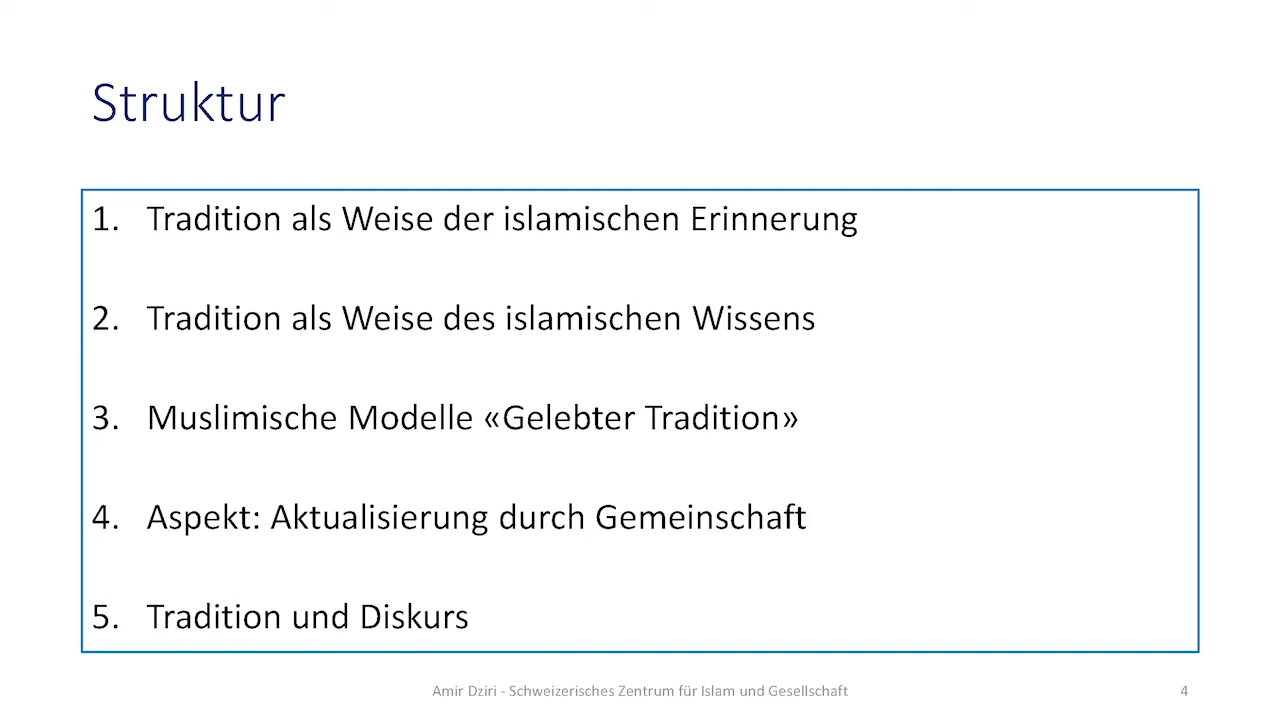 Struktur
1. Tradition als Weise der islamischen Erinnerung
2. Tradition als Weise des islamischen Wissens
3. Muslimische Modelle «Gelebter Tradition»
4. Aspekt: Aktualisierung durch Gemeinschaft
5. Tradition und Diskurs
Amir Dziri - Schweizerisches Zentrum für Islam und Gesellschaft
4